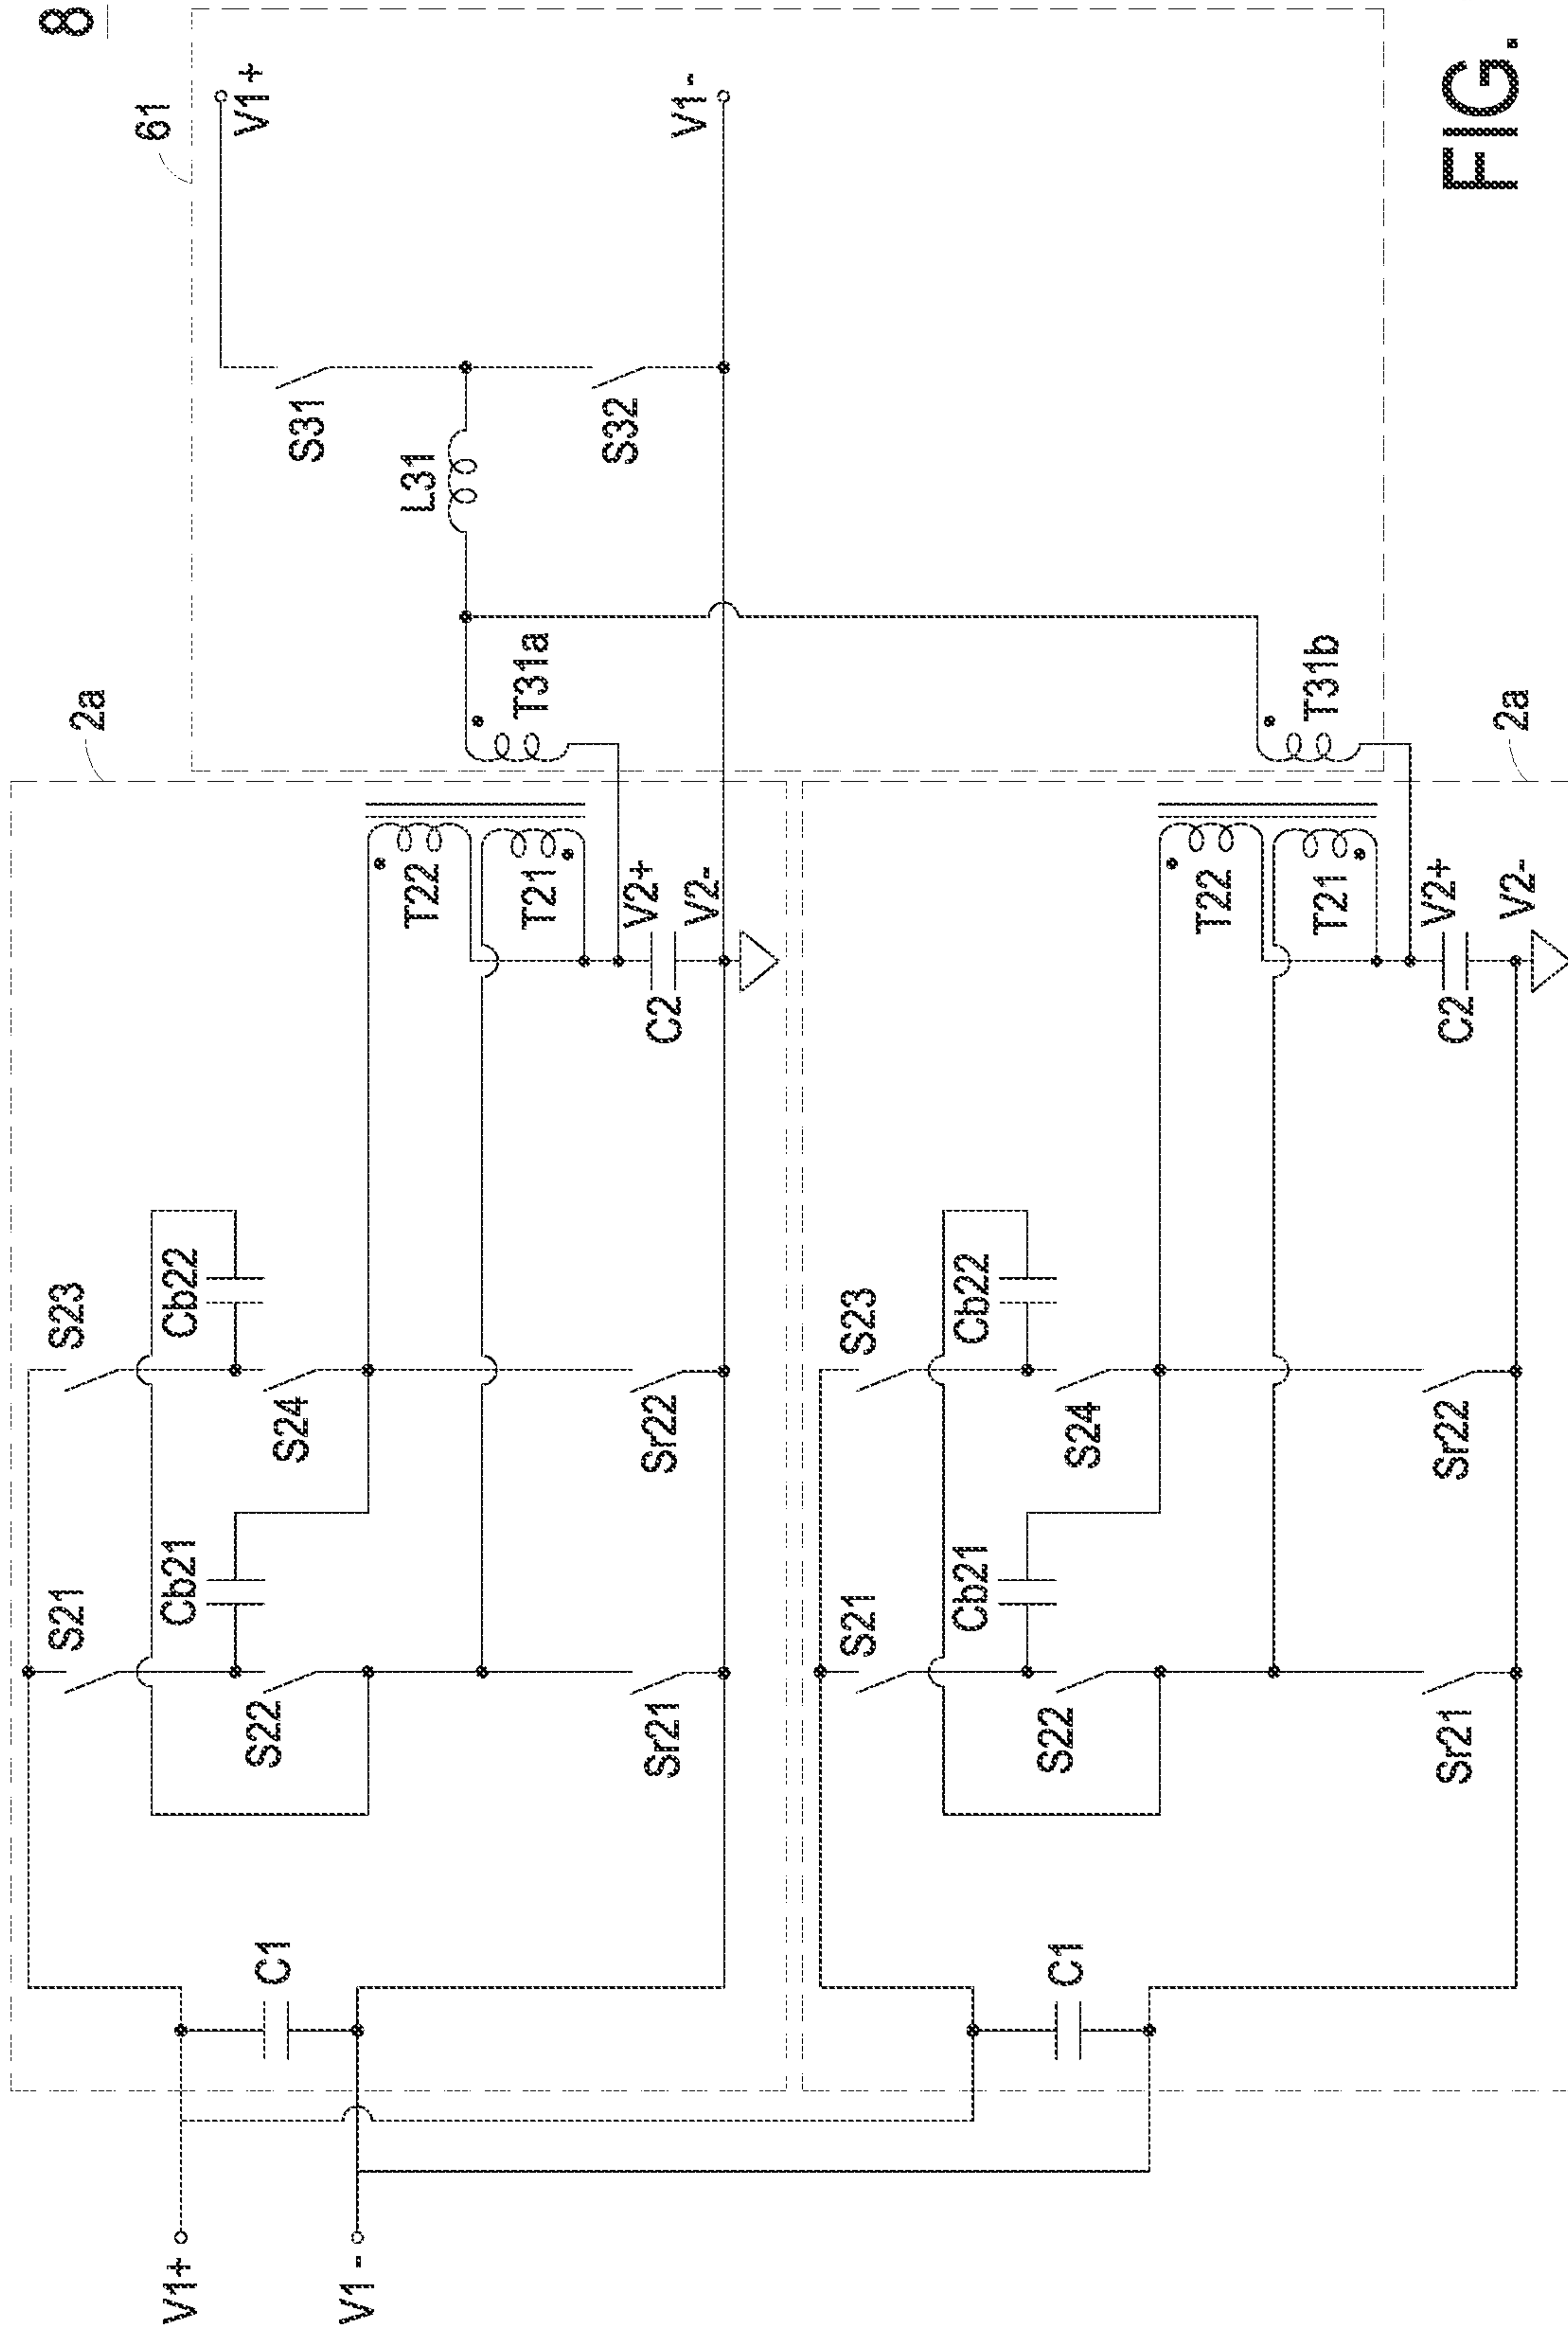 8
61
V1+
V1-
S31
S32
L31
T31a
T31b
2a
T22
T21
V2+
V2-
C2
S23
Cb22
S24
Sr22
S21
Cb21
S22
Sr21
C1
V1+
V1 -
2a
T22
T21
V2+
V2-
C2
S23
Cb22
S24
Sr22
S21
Cb21
S22
Sr21
C1
FIG.